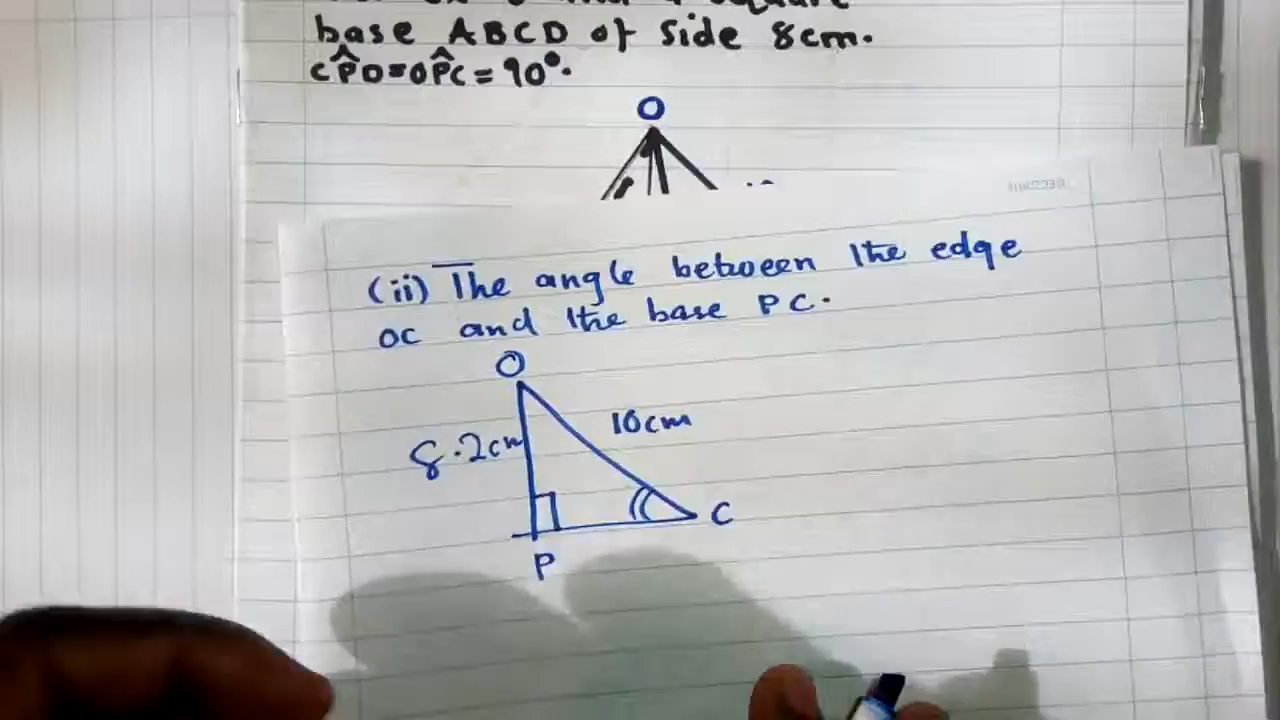 base ABCD of side 8cm.
CP̂O=OP̂C=90°.
O
(ii) The angle between the edge
OC and the base PC.
O
10cm
8.2cm
C
P